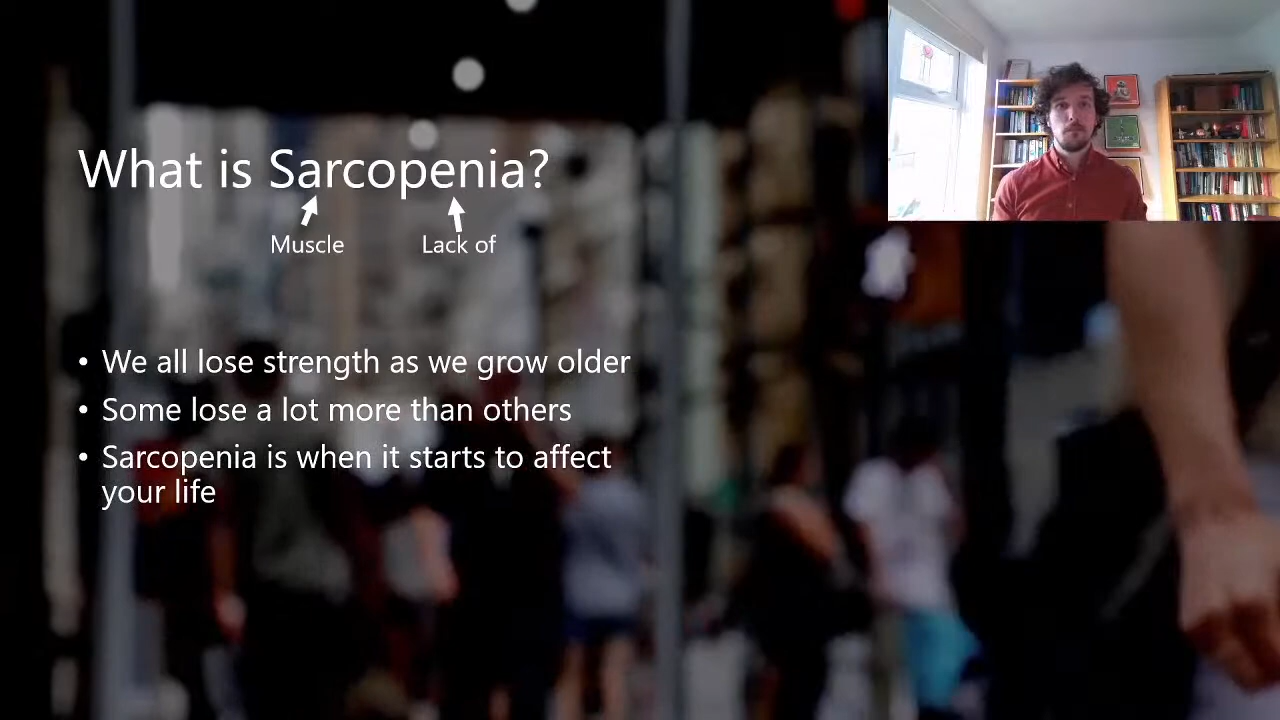 What is Sarcopenia?
Muscle Lack of
• We all lose strength as we grow older
• Some lose a lot more than others
• Sarcopenia is when it starts to affect
your life